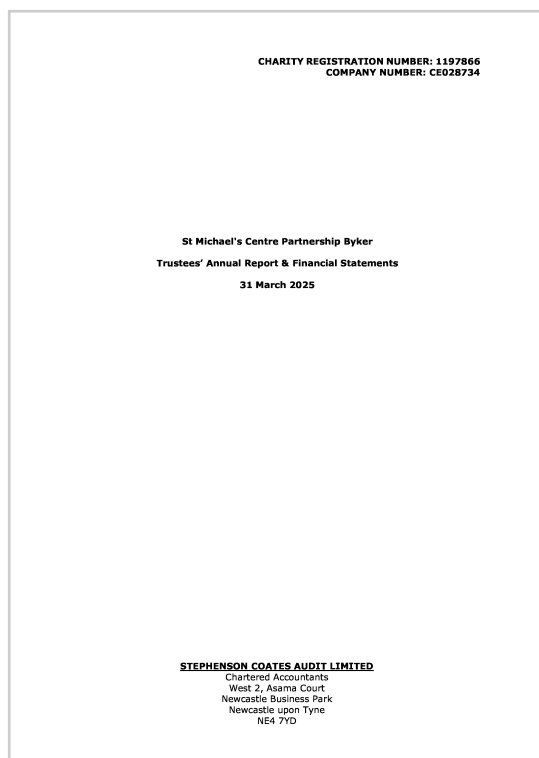 CHARITY REGISTRATION NUMBER: 1197866
COMPANY NUMBER: CE028734
St Michael's Centre Partnership Byker
Trustees’ Annual Report & Financial Statements
31 March 2025
STEPHENSON COATES AUDIT LIMITED
Chartered Accountants
West 2, Asama Court
Newcastle Business Park
Newcastle upon Tyne
NE4 7YD